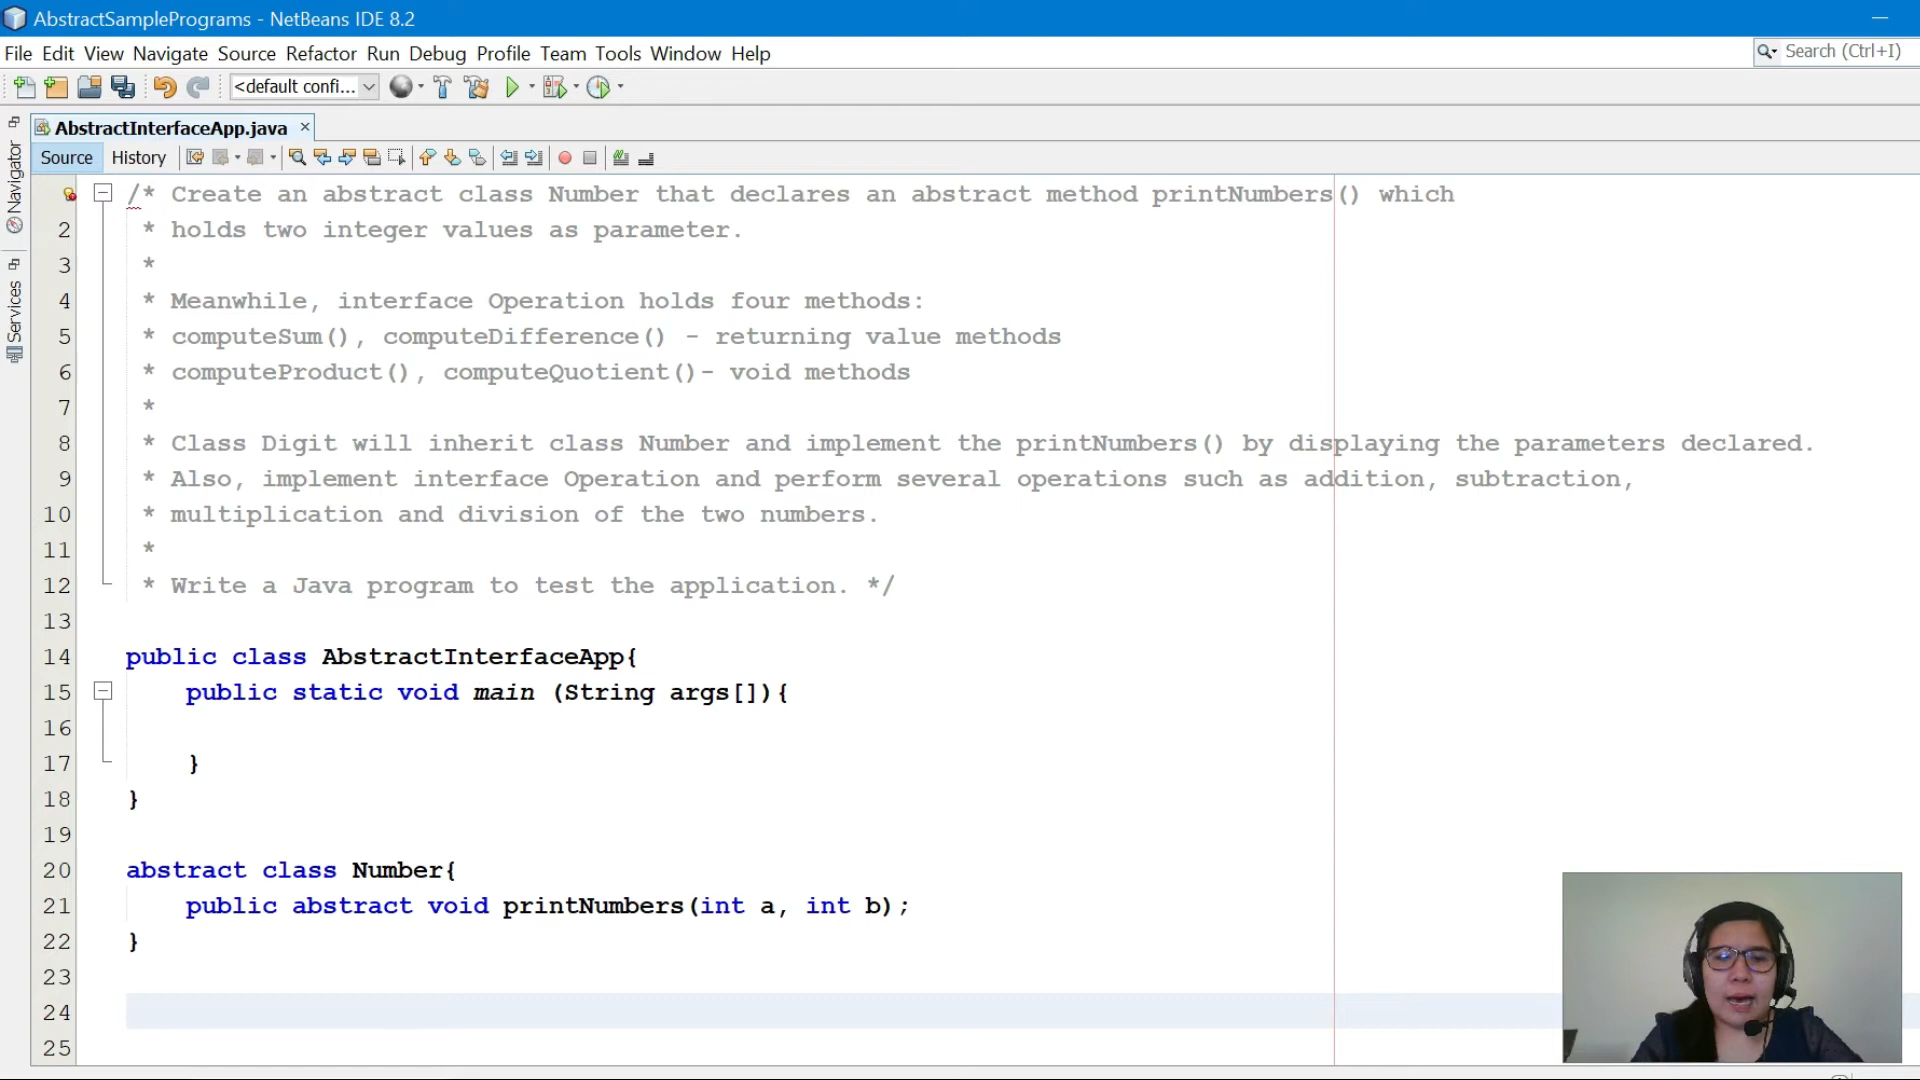 AbstractSamplePrograms - NetBeans IDE 8.2
File Edit View Navigate Source Refactor Run Debug Profile Team Tools Window Help
Search (Ctrl+I)
<default confi...
AbstractInterfaceApp.java
Source History
Navigator
Services
/* Create an abstract class Number that declares an abstract method printNumbers() which
2 * holds two integer values as parameter.
3 *
4 * Meanwhile, interface Operation holds four methods:
5 * computeSum(), computeDifference() - returning value methods
6 * computeProduct(), computeQuotient()- void methods
7 *
8 * Class Digit will inherit class Number and implement the printNumbers() by displaying the parameters declared.
9 * Also, implement interface Operation and perform several operations such as addition, subtraction,
10 * multiplication and division of the two numbers.
11 *
12 * Write a Java program to test the application. */
13
14 public class AbstractInterfaceApp{
15 public static void main (String args[]){
16
17 }
18 }
19
20 abstract class Number{
21 public abstract void printNumbers(int a, int b);
22 }
23
24
25